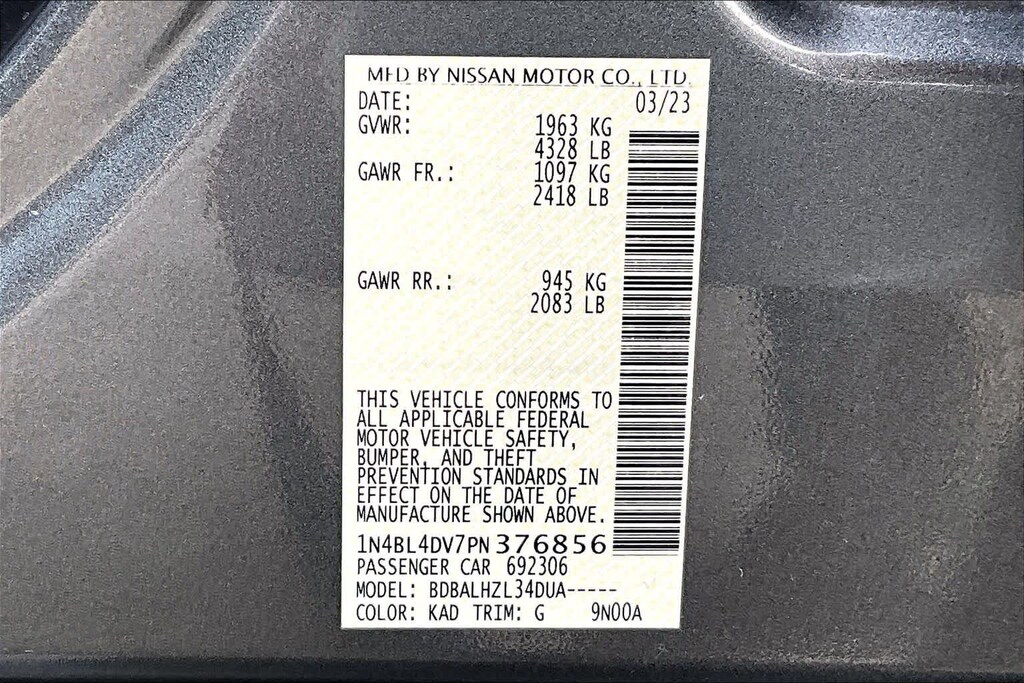 MFD BY NISSAN MOTOR CO., LTD.
DATE: 03/23
GVWR: 1963 KG
4328 LB
GAWR FR.: 1097 KG
2418 LB
GAWR RR.: 945 KG
2083 LB
THIS VEHICLE CONFORMS TO
ALL APPLICABLE FEDERAL
MOTOR VEHICLE SAFETY,
BUMPER, AND THEFT
PREVENTION STANDARDS IN
EFFECT ON THE DATE OF
MANUFACTURE SHOWN ABOVE.
1N4BL4DV7PN376856
PASSENGER CAR 692306
MODEL: BDBALHZL34DUA-----
COLOR: KAD TRIM: G 9N00A